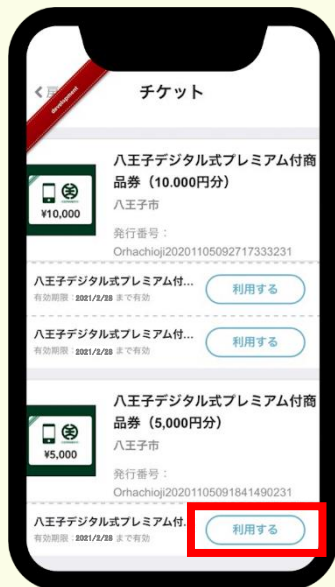 development
チケット
八王子デジタル式プレミアム付商
品券（10.000円分）
八王子市
¥10,000
発行番号：
Orhachioji20201105092717333231
八王子デジタル式プレミアム付...
利用する
有効期限：2021/2/28 まで有効
八王子デジタル式プレミアム付...
利用する
有効期限：2021/2/28 まで有効
八王子デジタル式プレミアム付商
品券（5,000円分）
八王子市
¥5,000
発行番号：
Orhachioji20201105091841490231
八王子デジタル式プレミアム付.
利用する
有効期限：2021/2/28 まで有効